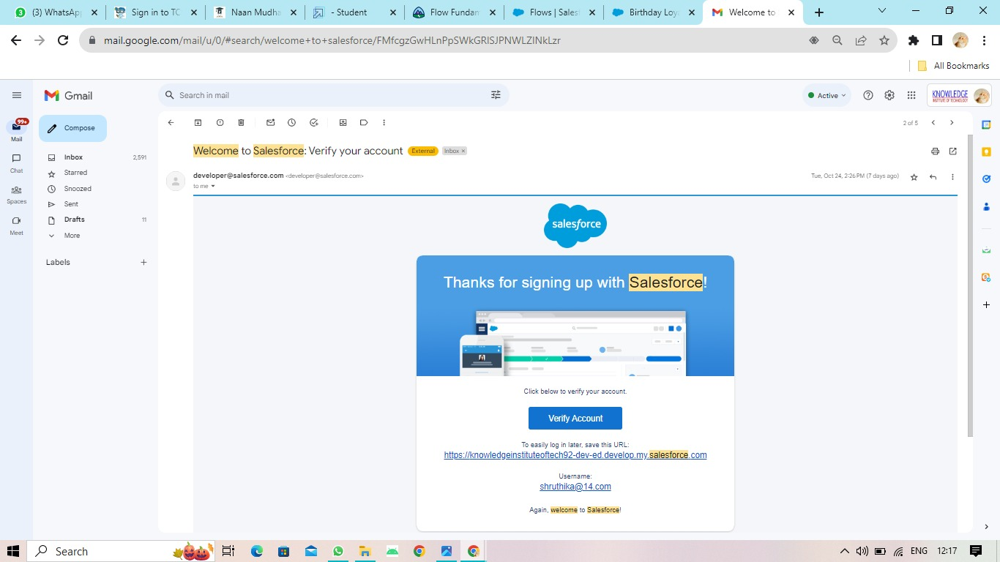 (3) WhatsApp
Sign in to TC
Naan Mudha
Student
Flow Fundam
Flows | Sales
Birthday Loya
Welcome to
mail.google.com/mail/u/0/#search/welcome+to+salesforce/FMfcgzGwHLnPpSWkGRlSJPNWLZlNkLzr
All Bookmarks
Gmail
Search in mail
Active
KNOWLEDGE
INSTITUTE OF TECHNOLOGY
99+
Mail
Chat
Spaces
Meet
Compose
Inbox 2,591
Starred
Snoozed
Sent
Drafts 11
More
Labels
2 of 5
Welcome to Salesforce: Verify your account External Inbox ×
developer@salesforce.com <developer@salesforce.com>
Tue, Oct 24, 2:26 PM (7 days ago)
to me
salesforce
Thanks for signing up with Salesforce!
Click below to verify your account.
Verify Account
To easily log in later, save this URL:
https://knowledgeinstituteoftech92-dev-ed.develop.my.salesforce.com
Username:
shruthika@14.com
Again, welcome to Salesforce!
Search
ENG 12:17